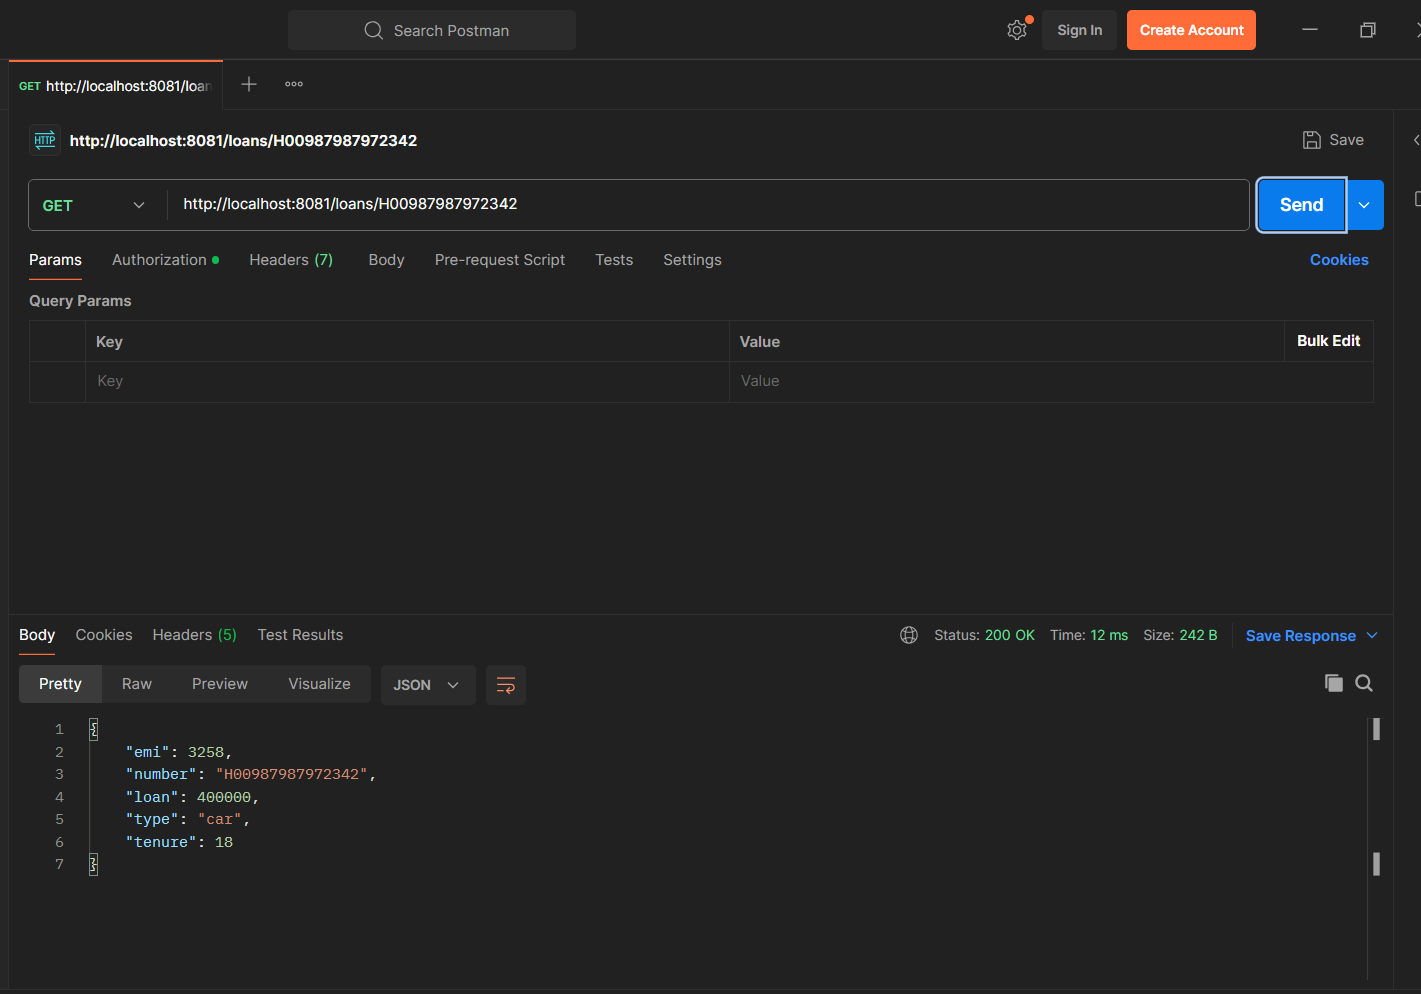 Search Postman
Sign In
Create Account
GET http://localhost:8081/loan
HTTP http://localhost:8081/loans/H00987987972342
Save
GET http://localhost:8081/loans/H00987987972342
Send
Params Authorization Headers (7) Body Pre-request Script Tests Settings Cookies
Query Params
Key Value Bulk Edit
Key Value
Body Cookies Headers (5) Test Results Status: 200 OK Time: 12 ms Size: 242 B Save Response
Pretty Raw Preview Visualize JSON
1 {
2 "emi": 3258,
3 "number": "H00987987972342",
4 "loan": 400000,
5 "type": "car",
6 "tenure": 18
7 }